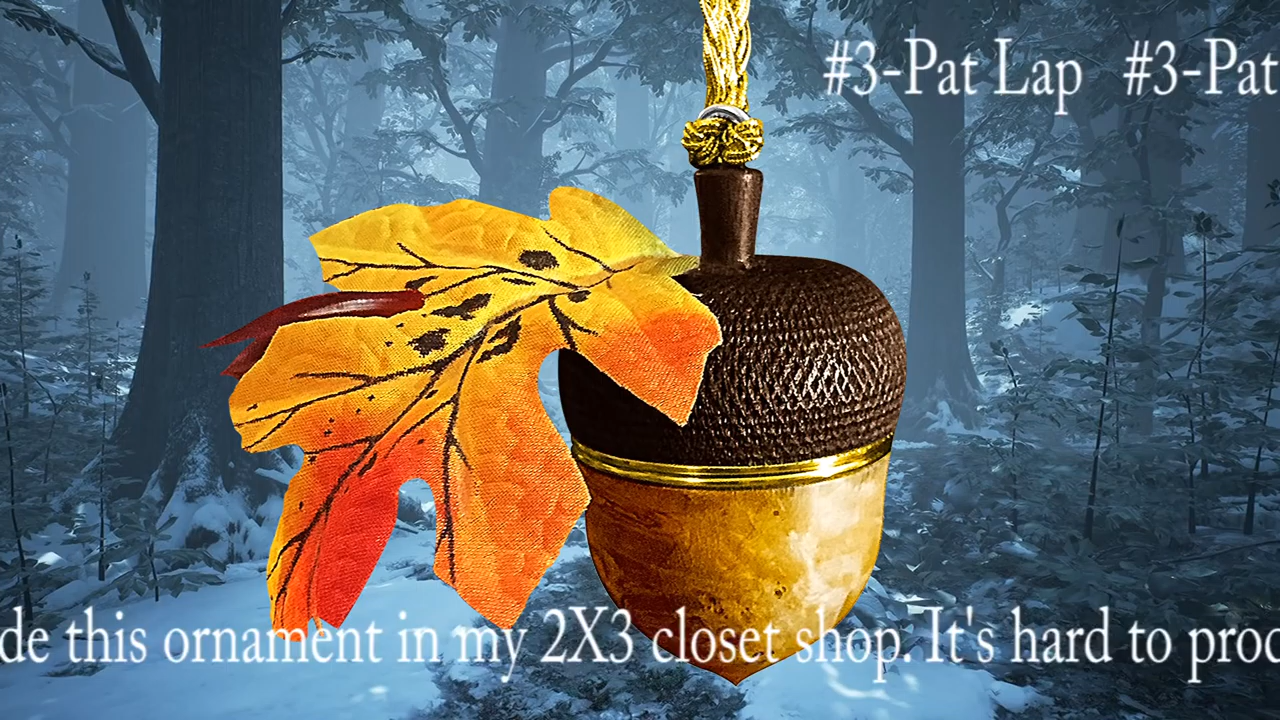 #3-Pat Lap #3-Pat
de this ornament in my 2X3 closet shop. It's hard to proc